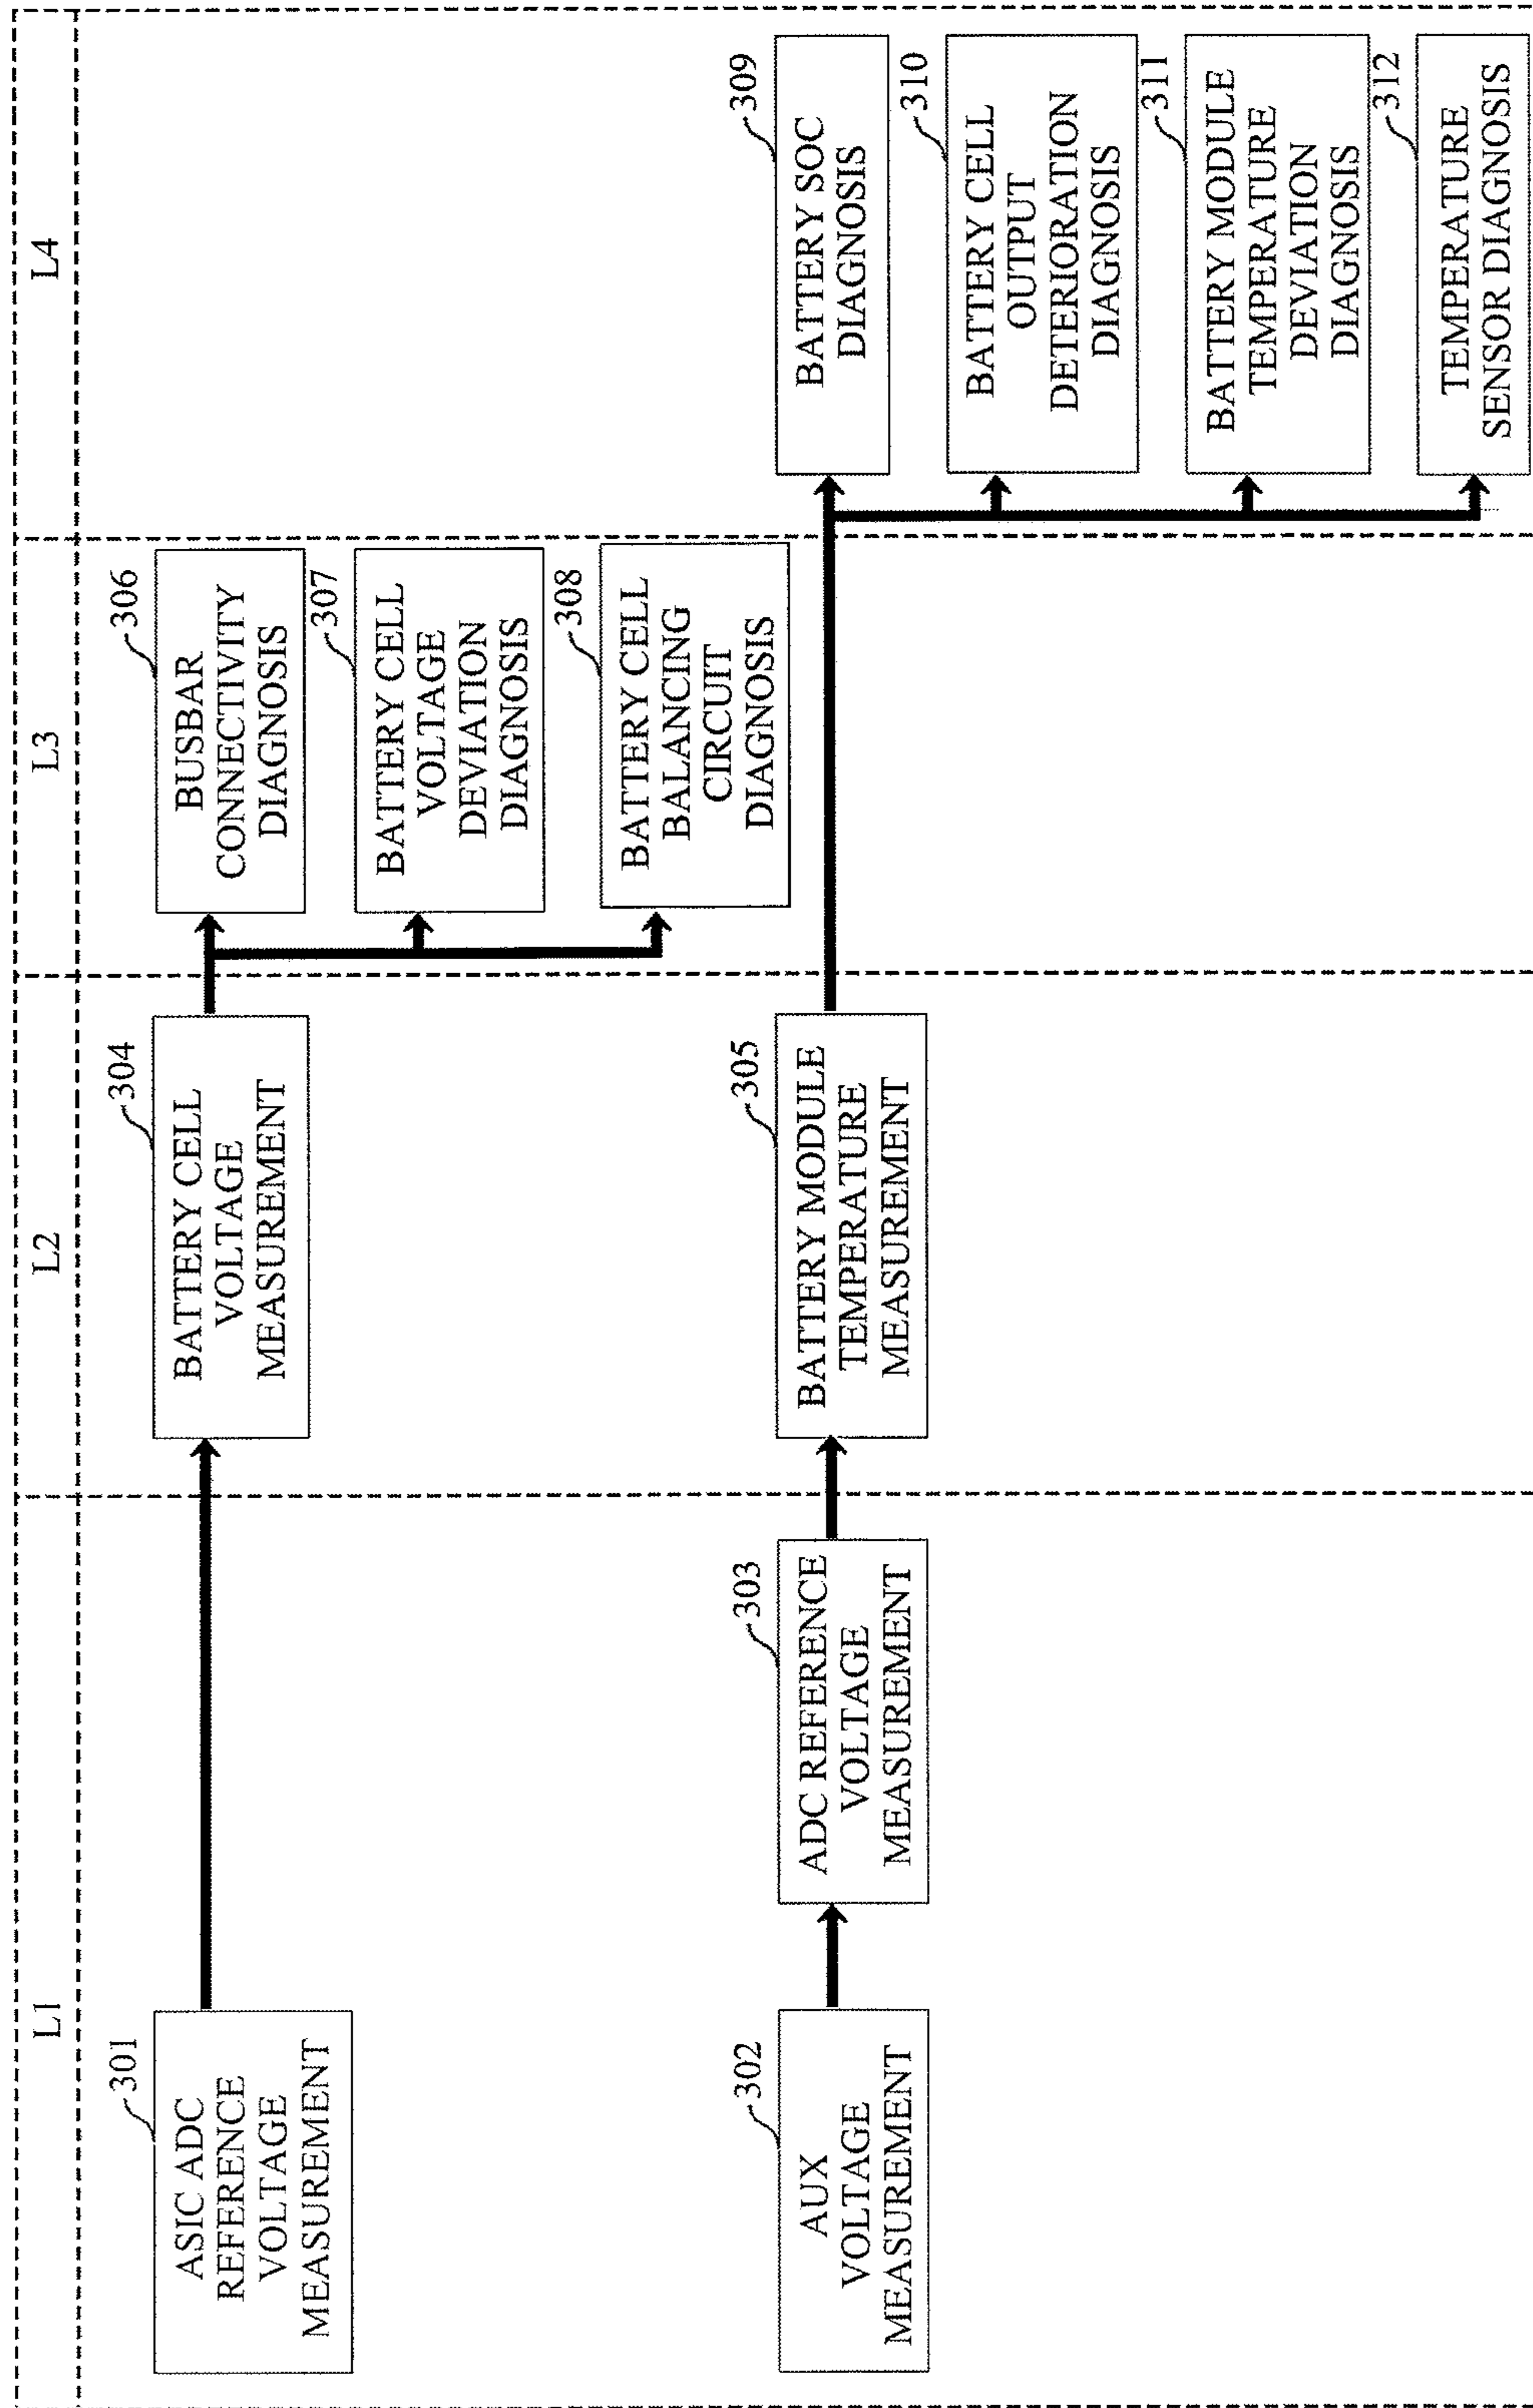 L1
L2
L3
L4
301
ASIC ADC
REFERENCE
VOLTAGE
MEASUREMENT
302
AUX
VOLTAGE
MEASUREMENT
303
ADC REFERENCE
VOLTAGE
MEASUREMENT
304
BATTERY CELL
VOLTAGE
MEASUREMENT
305
BATTERY MODULE
TEMPERATURE
MEASUREMENT
306
BUSBAR
CONNECTIVITY
DIAGNOSIS
307
BATTERY CELL
VOLTAGE
DEVIATION
DIAGNOSIS
308
BATTERY CELL
BALANCING
CIRCUIT
DIAGNOSIS
309
BATTERY SOC
DIAGNOSIS
310
BATTERY CELL
OUTPUT
DETERIORATION
DIAGNOSIS
311
BATTERY MODULE
TEMPERATURE
DEVIATION
DIAGNOSIS
312
TEMPERATURE
SENSOR DIAGNOSIS